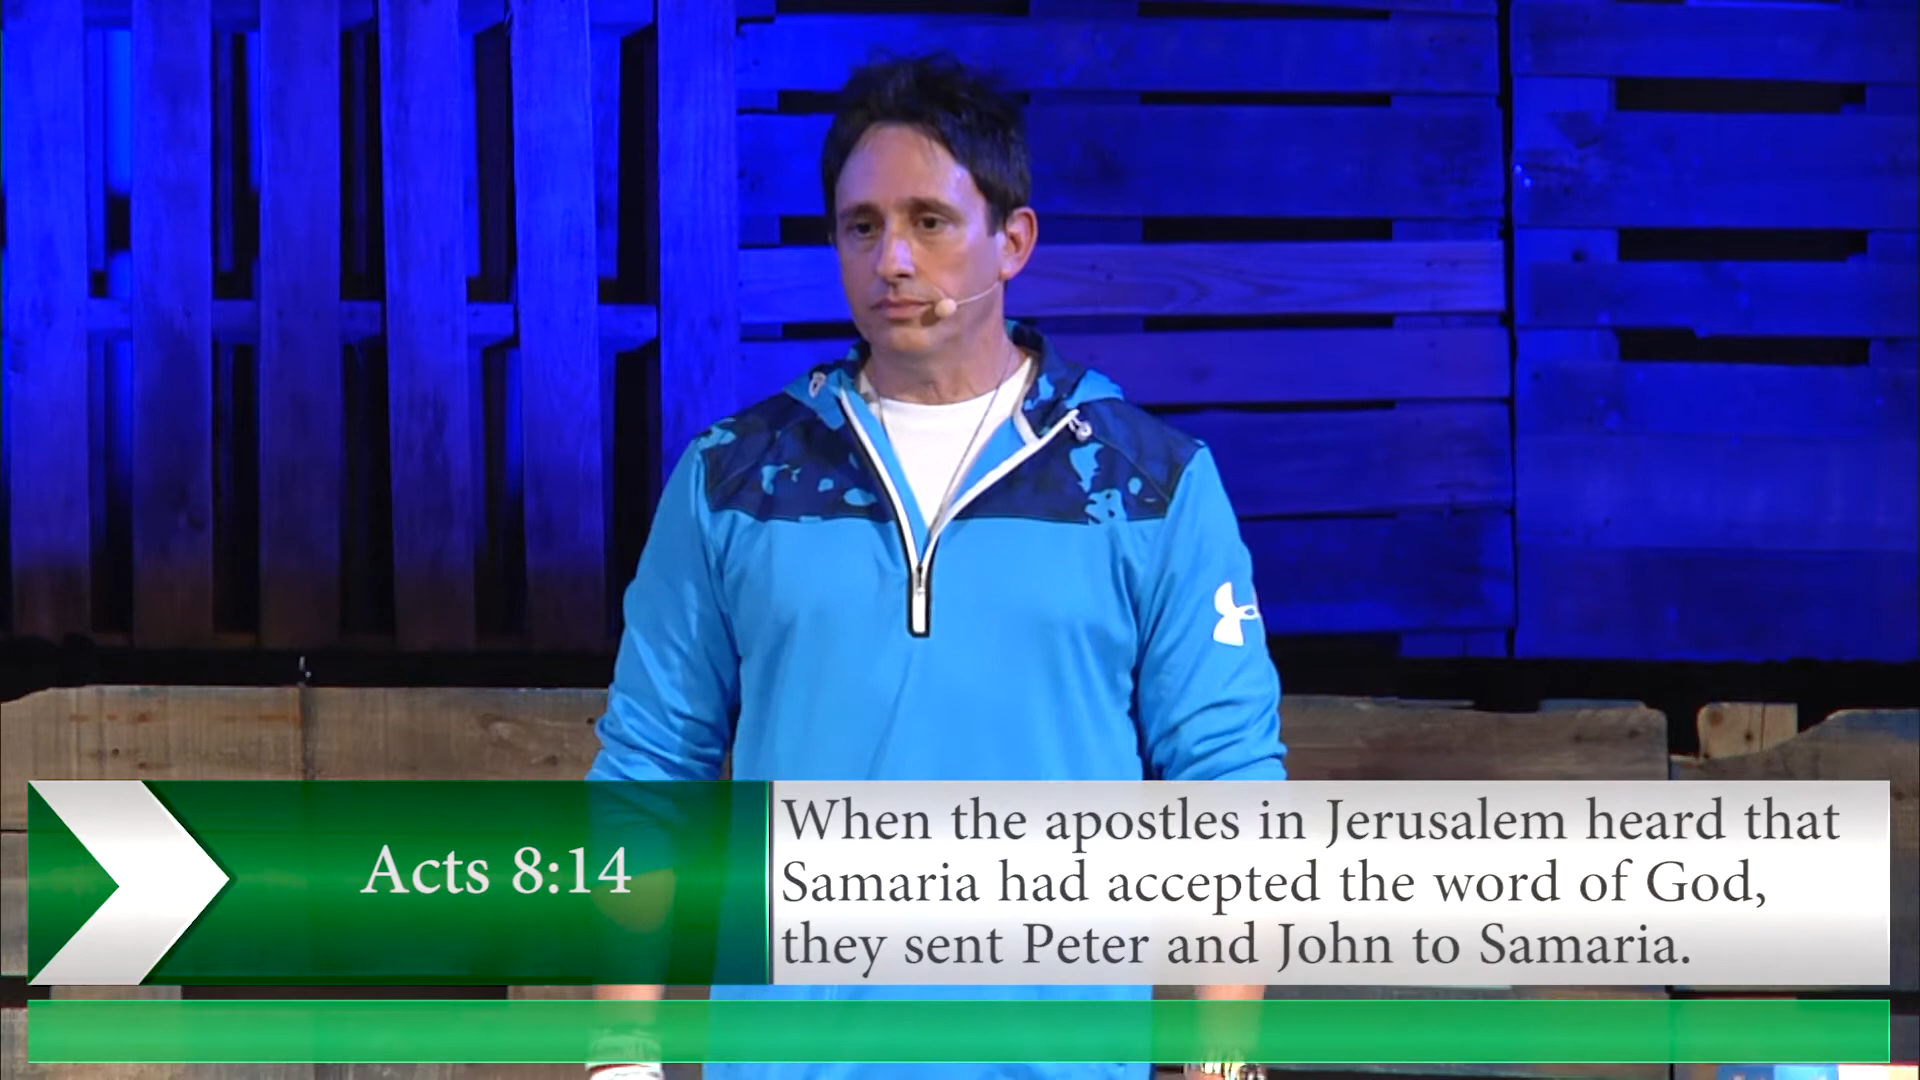 Acts 8:14
When the apostles in Jerusalem heard that
Samaria had accepted the word of God,
they sent Peter and John to Samaria.